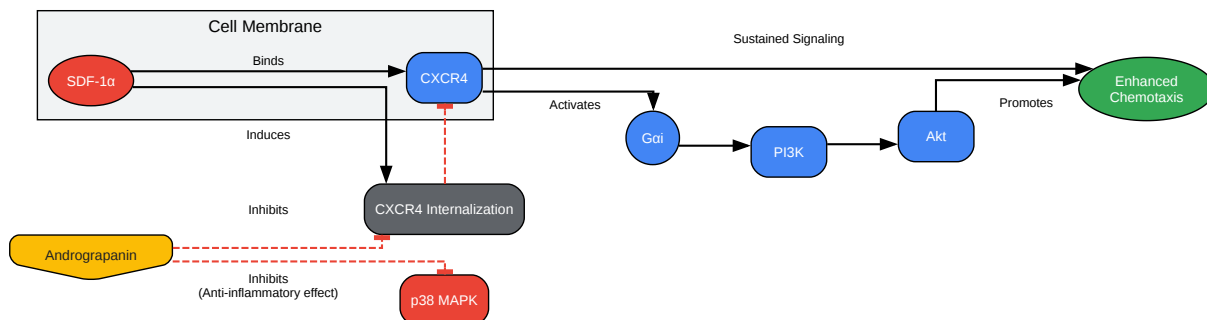 Cell Membrane
SDF-1α
Binds
CXCR4
Sustained Signaling
Enhanced
Chemotaxis
Activates
Promotes
Induces
Gαi
PI3K
Akt
CXCR4 Internalization
Inhibits
Andrograpanin
Inhibits
(Anti-inflammatory effect)
p38 MAPK